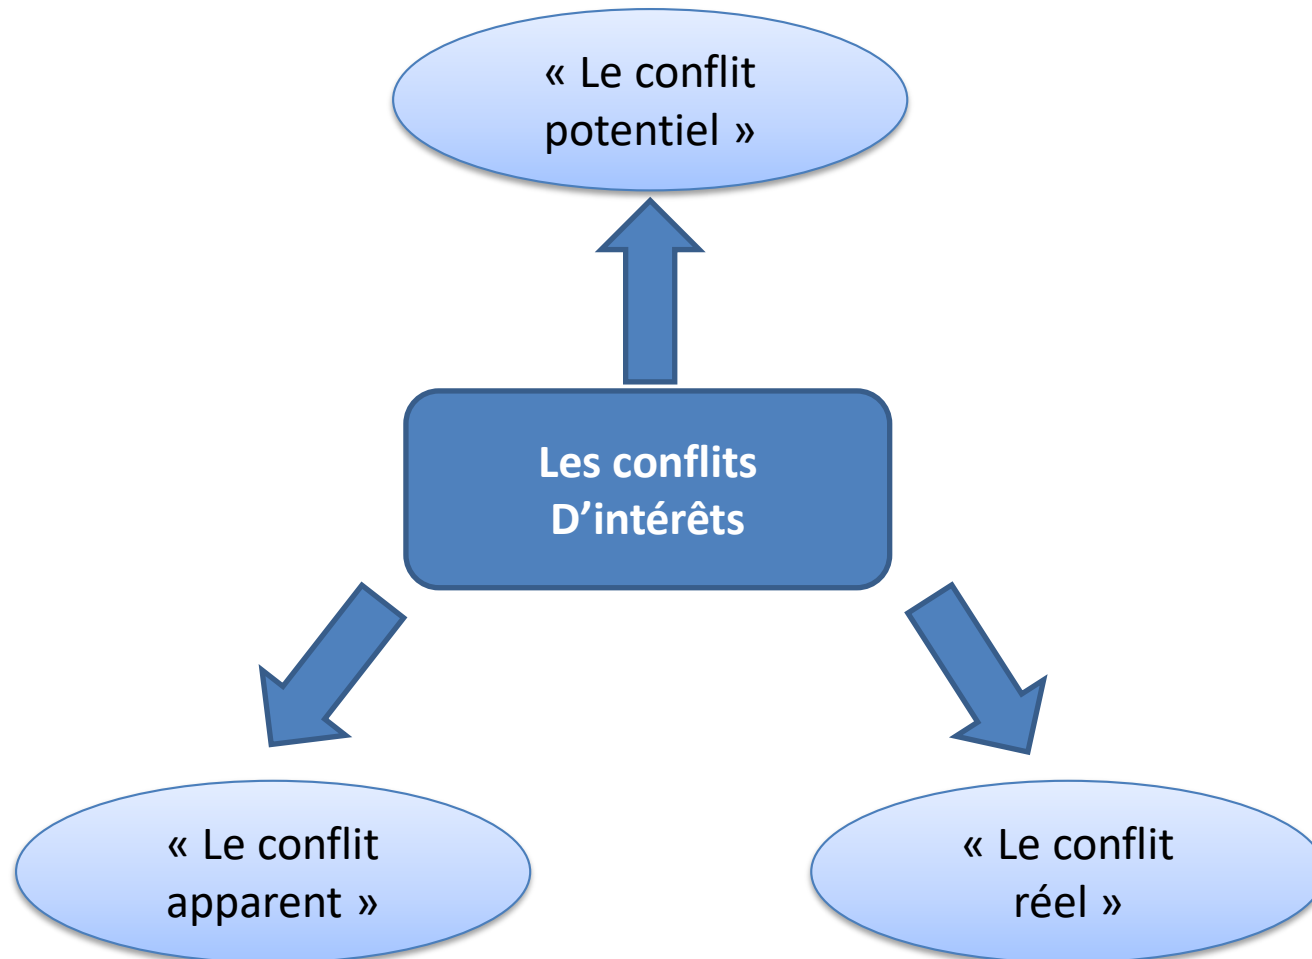 « Le conflit
potentiel »
Les conflits
D’intérêts
« Le conflit
apparent »
« Le conflit
réel »